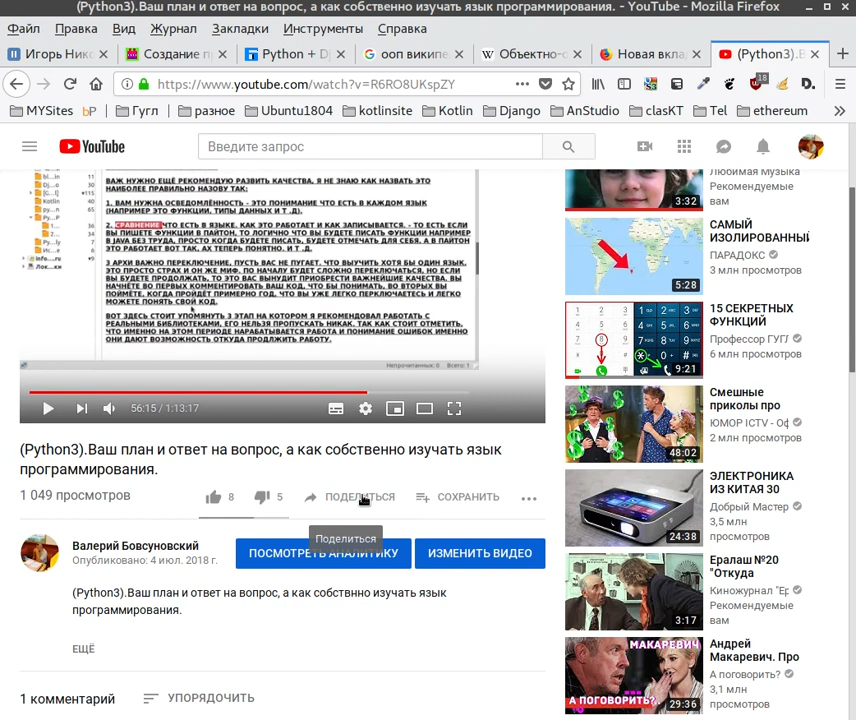 (Python3).Ваш план и ответ на вопрос, а как собственно изучать язык программирования. - YouTube - Mozilla Firefox
Файл Правка Вид Журнал Закладки Инструменты Справка
Игорь Ник
Создание п
Python + D
ооп википе
Объектно-о
Новая вкла
(Python3).В
https://www.youtube.com/watch?v=R6RO8UKspZY
18
MYSites bP Гугл разное Ubuntu1804 kotlinsite Kotlin Django AnStudio clasKT Tel ethereum
YouTube
Введите запрос
ВАЖ НУЖНО ЕЩЁ РЕКОМЕНДУЮ РАЗВИТЬ КАЧЕСТВА, Я НЕ ЗНАЮ КАК НАЗВАТЬ ЭТО
НАИБОЛЕЕ ПРАВИЛЬНО НАЗОВУ ТАК:
1. ВАМ НУЖНА ОСВЕДОМЛЁННОСТЬ - ЭТО ПОНИМАНИЕ ЧТО ЕСТЬ В КАЖДОМ ЯЗЫК
(НАПРИМЕР ЭТО ФУНКЦИИ, ТИПЫ ДАННЫХ И Т .Д).
2. СРАВНЕНИЕ ЧТО ЕСТЬ В ЯЗЫКЕ. КАК ЭТО РАБОТАЕТ И КАК ЗАПИСЫВАЕТСЯ. - ТО ЕСТЬ ЕСЛИ
ВЫ ПИШЕТЕ ФУНКЦИИ В ПАЙТОН, ТО ЛОГИЧНО ЧТО ВЫ БУДЕТЕ ПИСАТЬ ФУНКЦИИ НАПРИМЕР
В JAVA БЕЗ ТРУДА, ПРОСТО КОГДА БУДЕТЕ ПИСАТЬ, БУДЕТЕ ОТМЕЧАТЬ ДЛЯ СЕБЯ. А В ПАЙТОН
ЭТО РАБОТАЕТ ВОТ ТАК, АХ ТЕПЕРЬ ПОНЯТНО. И Т .Д.
3 АРХИ ВАЖНО ПЕРЕКЛЮЧЕНИЕ, ПУСТЬ ВАС НЕ ПУГАЕТ. ЧТО ВЫУЧИТЬ ХОТЯ БЫ ОДИН ЯЗЫК,
ЭТО ПРОСТО СТРАХ И ОН ЖЕ МИФ, ПО НАЧАЛУ БУДЕТ СЛОЖНО ПЕРЕКЛЮЧАТЬСЯ, НО ЕСЛИ
ВЫ БУДЕТЕ ПРОДОЛЖАТЬ, ТО ЭТО ВАС ВЫНУДИТ ПРИОБРЕСТИ ВАЖНЕЙШИЕ КАЧЕСТВА, ВЫ
НАЧНЁТЕ ВО ПЕРВЫХ КОММЕНТИРОВАТЬ ВАШ КОД, ЧТО БЫ ПОНИМАТЬ, ВО ВТОРЫХ ВЫ
ПОЙМЁТЕ, КОГДА ПРОЙДЁТ ПРИМЕРНО ГОД, ЧТО ВЫ УЖЕ ЛЕГКО ПЕРЕКЛЮЧАЕТЕСЬ И ЛЕГКО
МОЖЕТЕ ПОНЯТЬ СВОЙ КОД.
ВОТ ЗДЕСЬ СТОИТ УПОМЯНУТЬ 3 ЭТАП НА КОТОРОМ Я РЕКОМЕНДОВАЛ РАБОТАТЬ С
РЕАЛЬНЫМИ БИБЛИОТЕКАМИ, ЕГО НЕЛЬЗЯ ПРОПУСКАТЬ НИКАК, ТАК КАК СТОИТ ОТМЕТИТЬ,
ЧТО ИМЕННО НА ЭТОМ ПЕРИОДЕ НАРАБАТЫВАЕТСЯ РАБОТА И ПОНИМАНИЕ ОШИБОК ИМЕННО
ОНИ ДАЮТ ВОЗМОЖНОСТЬ ОТКУДА ПРОДОЛЖИТЬ РАБОТУ.
Непрочитанных: 0 Всего: 1
56:15 / 1:13:17
(Python3).Ваш план и ответ на вопрос, а как собственно изучать язык
программирования.
1 049 просмотров
8
5
ПОДЕЛИТЬСЯ
СОХРАНИТЬ
Поделиться
Валерий Бовсуновский
Опубликовано: 4 июл. 2018 г.
ПОСМОТРЕТЬ АНАЛИТИКУ
ИЗМЕНИТЬ ВИДЕО
(Python3).Ваш план и ответ на вопрос, а как собствнно изучать язык
программирования.
ЕЩЁ
1 комментарий
УПОРЯДОЧИТЬ
3:32
Любимая Музыка
Рекомендуемые
вам
5:28
САМЫЙ
ИЗОЛИРОВАННЫЙ
ПАРАДОКС
3 млн просмотров
9:21
15 СЕКРЕТНЫХ
ФУНКЦИЙ
Профессор ГУГЛ
6 млн просмотров
48:02
Смешные
приколы про
ЮМОР ICTV - Оф
2 млн просмотров
24:38
ЭЛЕКТРОНИКА
ИЗ КИТАЯ 30
Добрый Мастер
3,5 млн
просмотров
3:17
Ералаш №20
"Откуда
Киножурнал "Ер
Рекомендуемые
вам
МАКАРЕВИЧ
А ПОГОВОРИТЬ?
29:36
Андрей
Макаревич. Про
А поговорить?
3,1 млн
просмотров